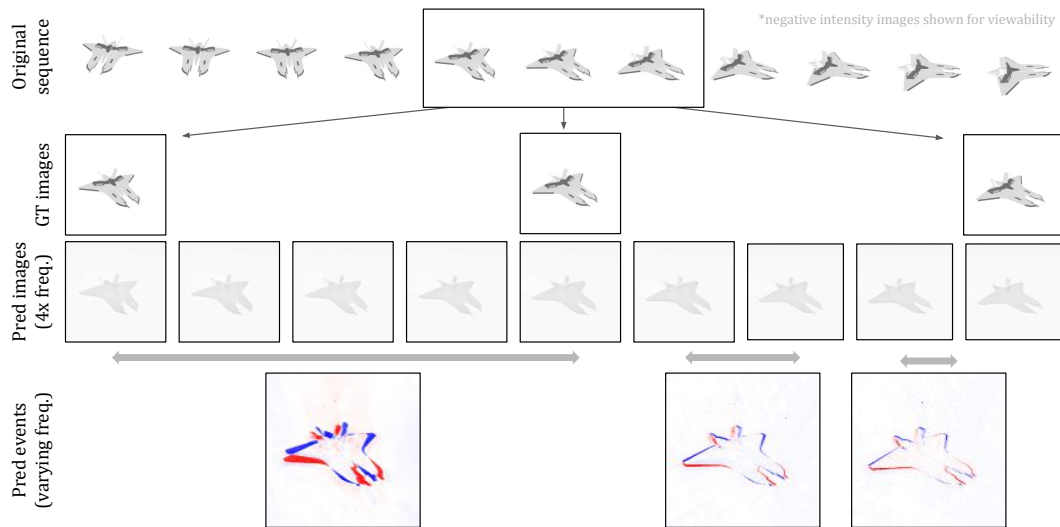 *negative intensity images shown for viewability
Original
sequence
GT images
Pred images
(4x freq.)
Pred events
(varying freq.)